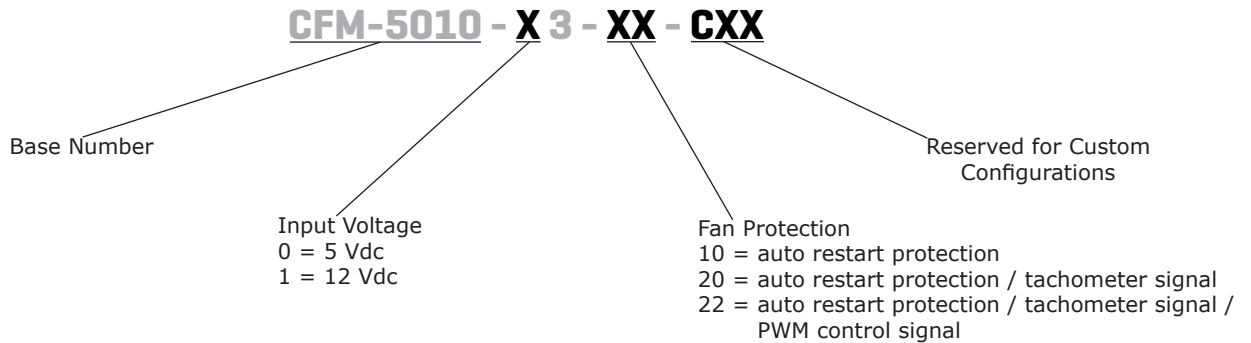 CFM-5010 - X 3 - XX - CXX
Base Number
Reserved for Custom
Configurations
Input Voltage
0 = 5 Vdc
1 = 12 Vdc
Fan Protection
10 = auto restart protection
20 = auto restart protection / tachometer signal
22 = auto restart protection / tachometer signal /
PWM control signal